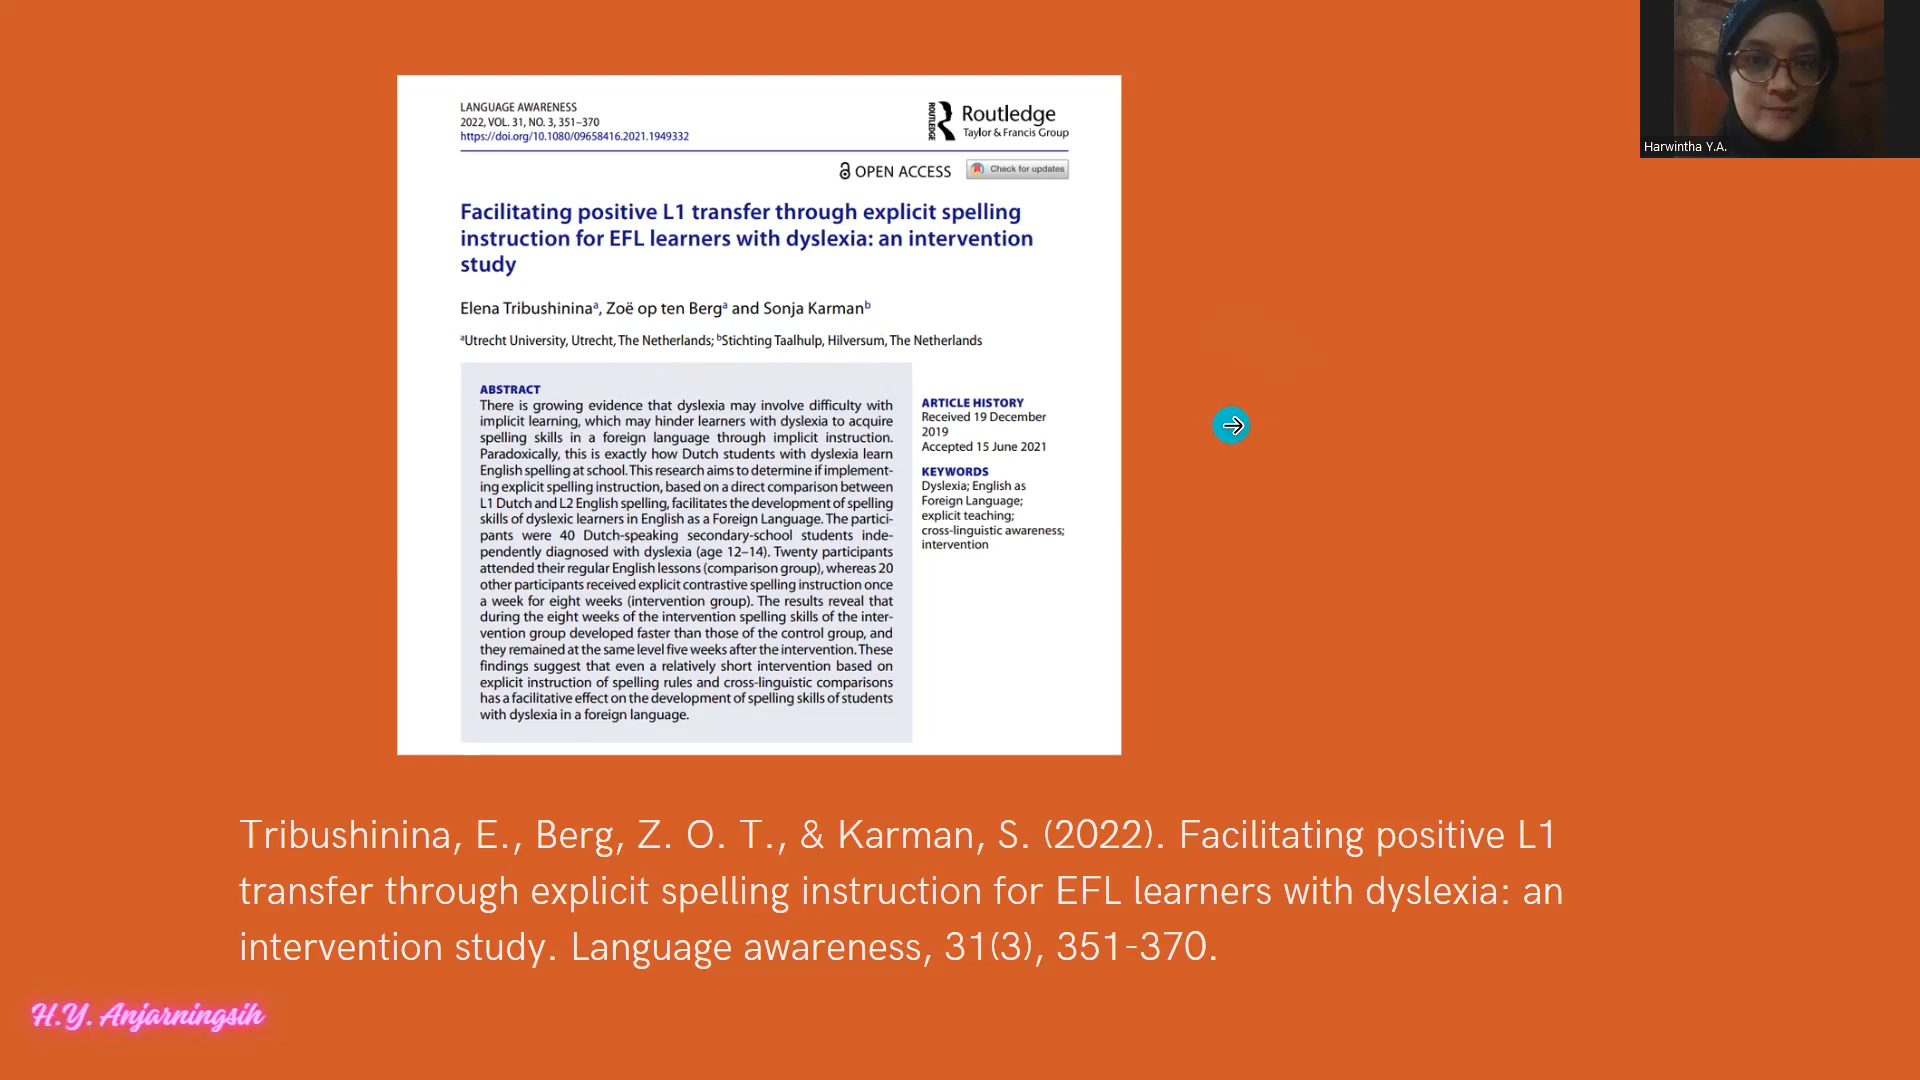 LANGUAGE AWARENESS
2022, VOL. 31, NO. 3, 351–370
https://doi.org/10.1080/09658416.2021.1949332
ROUTLEDGE
Routledge
Taylor & Francis Group
OPEN ACCESS
Check for updates
Facilitating positive L1 transfer through explicit spelling
instruction for EFL learners with dyslexia: an intervention
study
Elena Tribushininaa, Zoë op ten Berga and Sonja Karmanb
aUtrecht University, Utrecht, The Netherlands; bStichting Taalhulp, Hilversum, The Netherlands
ABSTRACT
There is growing evidence that dyslexia may involve difficulty with
implicit learning, which may hinder learners with dyslexia to acquire
spelling skills in a foreign language through implicit instruction.
Paradoxically, this is exactly how Dutch students with dyslexia learn
English spelling at school. This research aims to determine if implement-
ing explicit spelling instruction, based on a direct comparison between
L1 Dutch and L2 English spelling, facilitates the development of spelling
skills of dyslexic learners in English as a Foreign Language. The partici-
pants were 40 Dutch-speaking secondary-school students inde-
pendently diagnosed with dyslexia (age 12–14). Twenty participants
attended their regular English lessons (comparison group), whereas 20
other participants received explicit contrastive spelling instruction once
a week for eight weeks (intervention group). The results reveal that
during the eight weeks of the intervention spelling skills of the inter-
vention group developed faster than those of the control group, and
they remained at the same level five weeks after the intervention. These
findings suggest that even a relatively short intervention based on
explicit instruction of spelling rules and cross-linguistic comparisons
has a facilitative effect on the development of spelling skills of students
with dyslexia in a foreign language.
ARTICLE HISTORY
Received 19 December
2019
Accepted 15 June 2021
KEYWORDS
Dyslexia; English as
Foreign Language;
explicit teaching;
cross-linguistic awareness;
intervention
Harwintha Y.A.
Tribushinina, E., Berg, Z. O. T., & Karman, S. (2022). Facilitating positive L1
transfer through explicit spelling instruction for EFL learners with dyslexia: an
intervention study. Language awareness, 31(3), 351-370.
H.Y. Anjarningsih